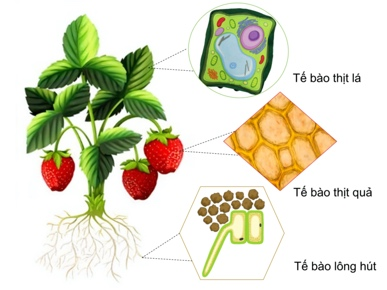 Tế bào thịt lá
Tế bào thịt quả
Tế bào lông hút